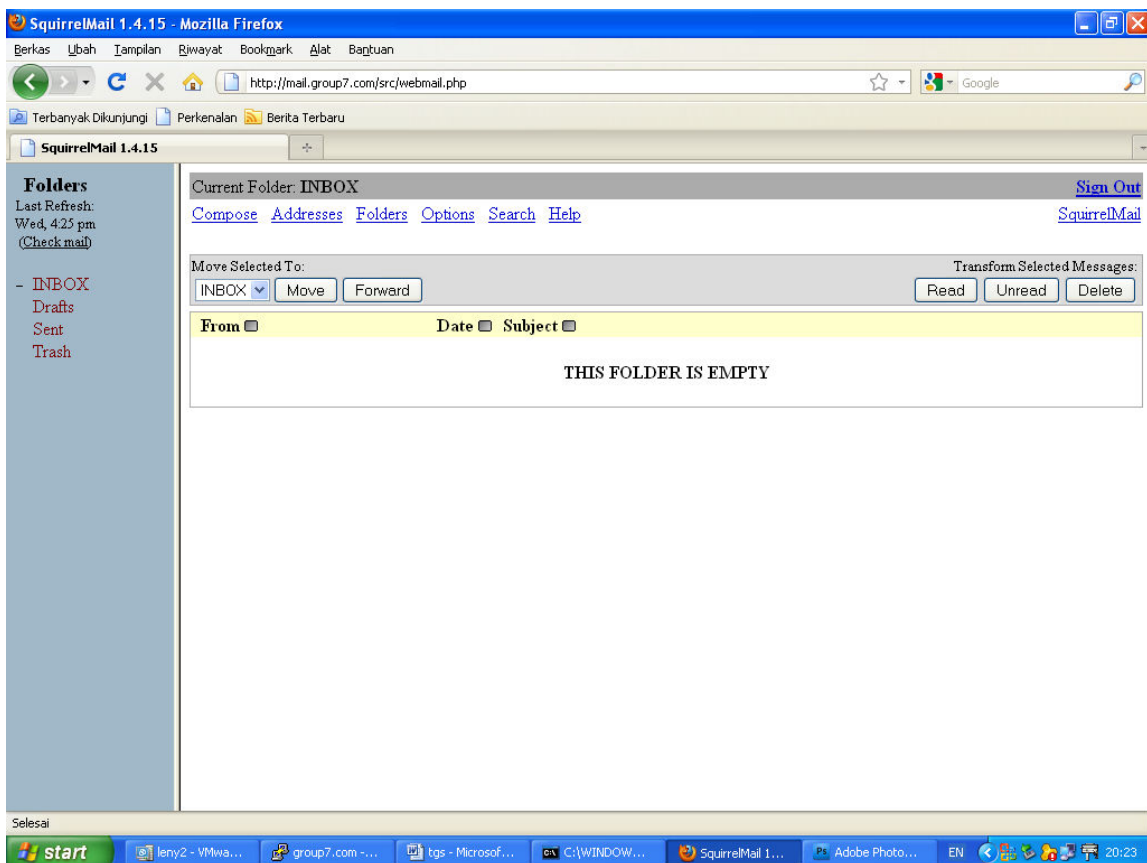 SquirrelMail 1.4.15 - Mozilla Firefox
Berkas Ubah Tampilan Riwayat Bookmark Alat Bantuan
http://mail.group7.com/src/webmail.php Google
Terbanyak Dikunjungi Perkenalan Berita Terbaru
SquirrelMail 1.4.15
Folders
Last Refresh:
Wed, 4:25 pm
(Check mail)
– INBOX
Drafts
Sent
Trash
Current Folder: INBOX Sign Out
Compose Addresses Folders Options Search Help SquirrelMail
Move Selected To: Transform Selected Messages:
INBOX Move Forward Read Unread Delete
From Date Subject
THIS FOLDER IS EMPTY
Selesai
start leny2 - VMwa... group7.com -... tgs - Microsof... C:\WINDOW... SquirrelMail 1... Ps Adobe Photo... EN 20:23